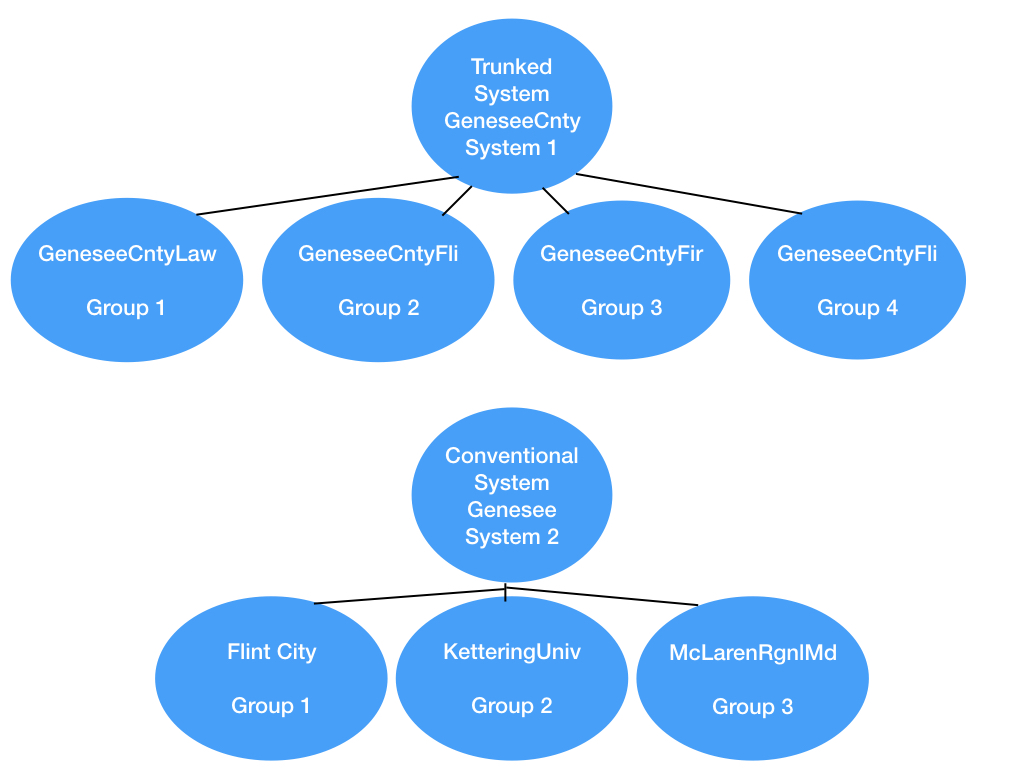 Trunked
System
GeneseeCnty
System 1
GeneseeCntyLaw
Group 1
GeneseeCntyFli
Group 2
GeneseeCntyFir
Group 3
GeneseeCntyFli
Group 4
Conventional
System
Genesee
System 2
Flint City
Group 1
KetteringUniv
Group 2
McLarenRgnlMd
Group 3